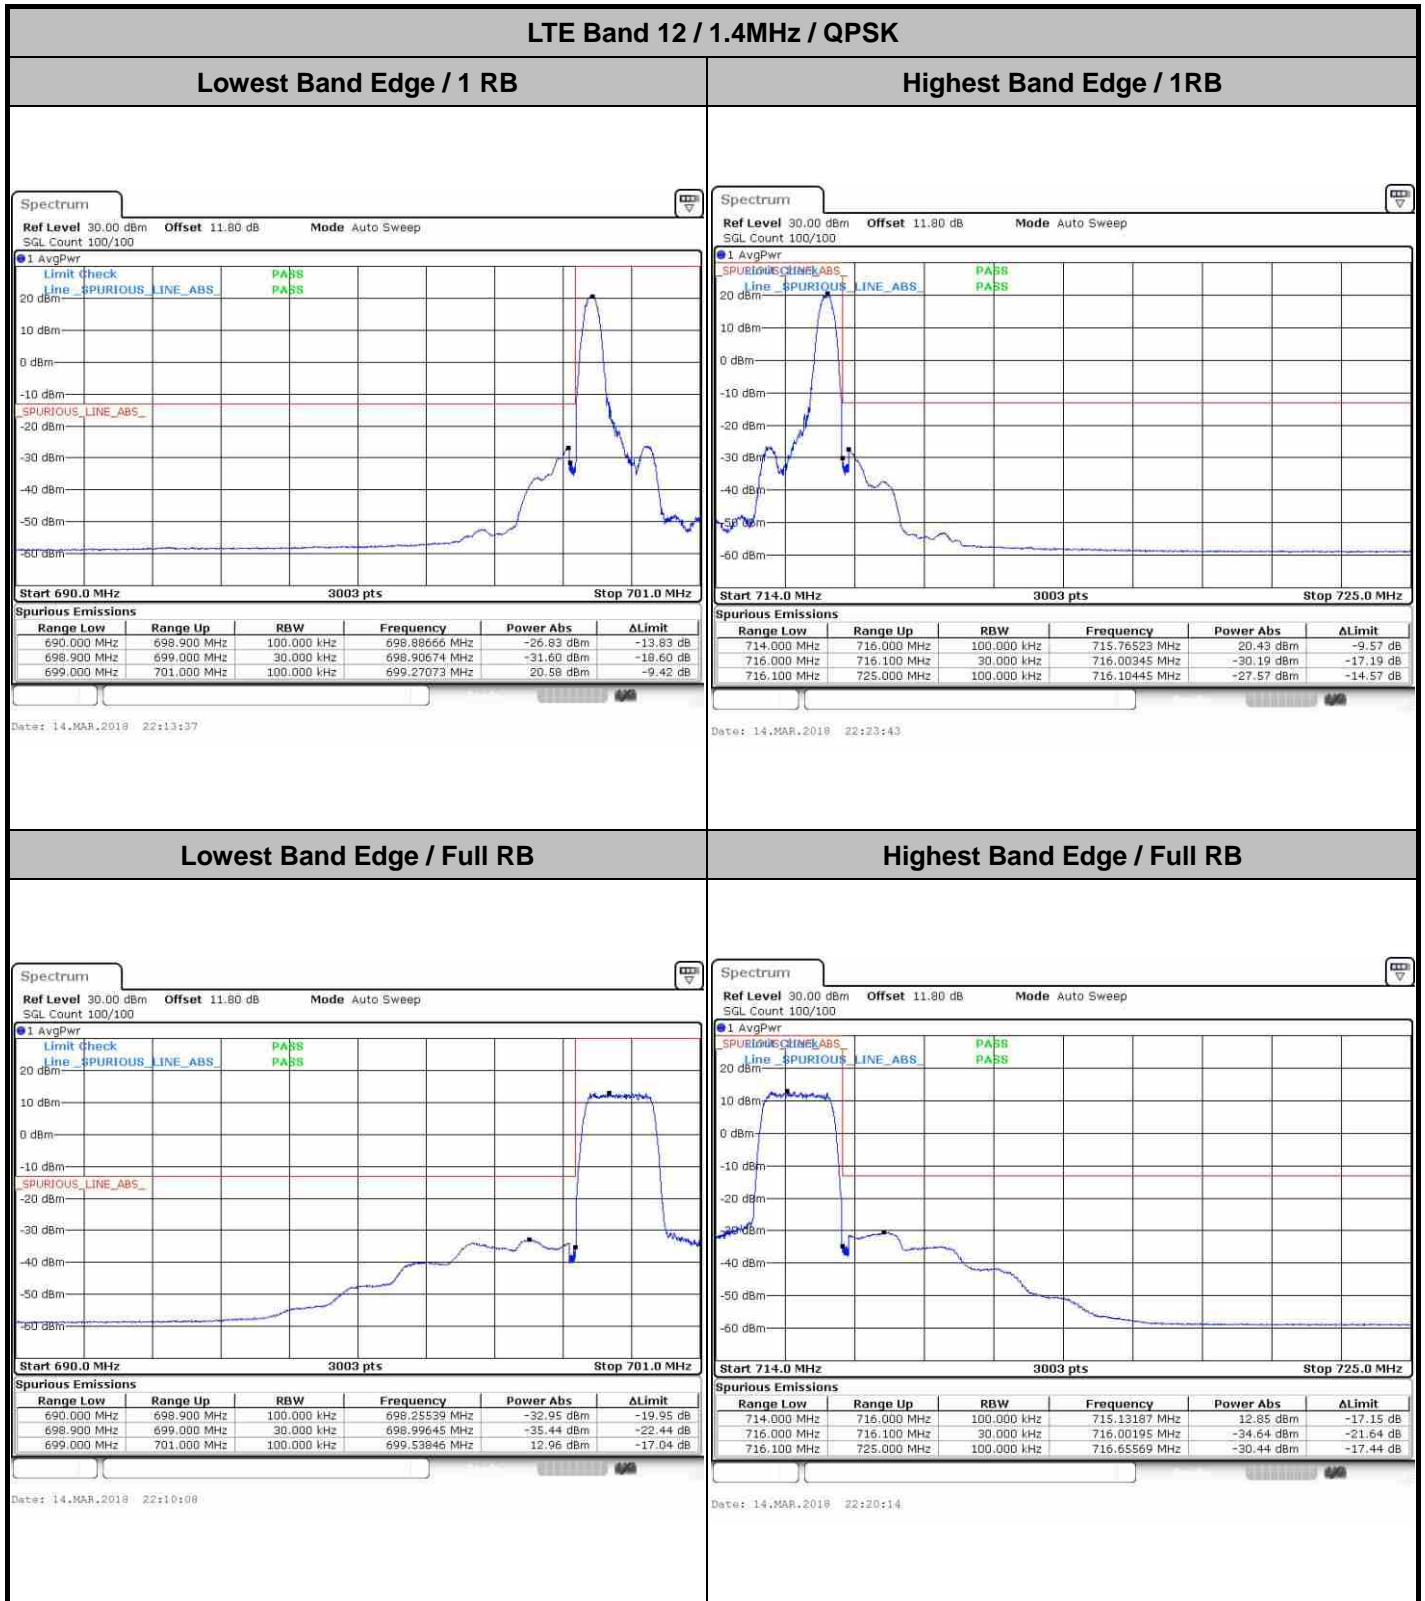 LTE Band 12 / 1.4MHz / QPSK
Lowest Band Edge / 1 RB
Highest Band Edge / 1RB
Spectrum
Ref Level 30.00 dBm Offset 11.80 dB Mode Auto Sweep
SGL Count 100/100
1 AvgPwr
Limit Check PASS
Line _SPURIOUS_LINE_ABS_ PASS
20 dBm
10 dBm
0 dBm
-10 dBm
_SPURIOUS_LINE_ABS_
-20 dBm
-30 dBm
-40 dBm
-50 dBm
-60 dBm
Start 690.0 MHz 3003 pts Stop 701.0 MHz
Spurious Emissions
Range Low Range Up RBW Frequency Power Abs ΔLimit
690.000 MHz 698.900 MHz 100.000 kHz 698.88666 MHz -26.83 dBm -13.83 dB
698.900 MHz 699.000 MHz 30.000 kHz 698.90674 MHz -31.60 dBm -18.60 dB
699.000 MHz 701.000 MHz 100.000 kHz 699.27073 MHz 20.58 dBm -9.42 dB
Date: 14.MAR.2018 22:13:37
Spectrum
Ref Level 30.00 dBm Offset 11.80 dB Mode Auto Sweep
SGL Count 100/100
1 AvgPwr
_SPURIOUS_LINE_ABS_
Limit Check PASS
Line _SPURIOUS_LINE_ABS_ PASS
20 dBm
10 dBm
0 dBm
-10 dBm
-20 dBm
-30 dBm
-40 dBm
-50 dBm
-60 dBm
Start 714.0 MHz 3003 pts Stop 725.0 MHz
Spurious Emissions
Range Low Range Up RBW Frequency Power Abs ΔLimit
714.000 MHz 716.000 MHz 100.000 kHz 715.76523 MHz 20.43 dBm -9.57 dB
716.000 MHz 716.100 MHz 30.000 kHz 716.00345 MHz -30.19 dBm -17.19 dB
716.100 MHz 725.000 MHz 100.000 kHz 716.10445 MHz -27.57 dBm -14.57 dB
Date: 14.MAR.2018 22:23:43
Lowest Band Edge / Full RB
Highest Band Edge / Full RB
Spectrum
Ref Level 30.00 dBm Offset 11.80 dB Mode Auto Sweep
SGL Count 100/100
1 AvgPwr
Limit Check PASS
Line _SPURIOUS_LINE_ABS_ PASS
20 dBm
10 dBm
0 dBm
-10 dBm
_SPURIOUS_LINE_ABS_
-20 dBm
-30 dBm
-40 dBm
-50 dBm
-60 dBm
Start 690.0 MHz 3003 pts Stop 701.0 MHz
Spurious Emissions
Range Low Range Up RBW Frequency Power Abs ΔLimit
690.000 MHz 698.900 MHz 100.000 kHz 698.25539 MHz -32.95 dBm -19.95 dB
698.900 MHz 699.000 MHz 30.000 kHz 698.99645 MHz -35.44 dBm -22.44 dB
699.000 MHz 701.000 MHz 100.000 kHz 699.53846 MHz 12.96 dBm -17.04 dB
Date: 14.MAR.2018 22:10:08
Spectrum
Ref Level 30.00 dBm Offset 11.80 dB Mode Auto Sweep
SGL Count 100/100
1 AvgPwr
_SPURIOUS_LINE_ABS_
Limit Check PASS
Line _SPURIOUS_LINE_ABS_ PASS
20 dBm
10 dBm
0 dBm
-10 dBm
-20 dBm
-30 dBm
-40 dBm
-50 dBm
-60 dBm
Start 714.0 MHz 3003 pts Stop 725.0 MHz
Spurious Emissions
Range Low Range Up RBW Frequency Power Abs ΔLimit
714.000 MHz 716.000 MHz 100.000 kHz 715.13187 MHz 12.85 dBm -17.15 dB
716.000 MHz 716.100 MHz 30.000 kHz 716.00195 MHz -34.64 dBm -21.64 dB
716.100 MHz 725.000 MHz 100.000 kHz 716.65569 MHz -30.44 dBm -17.44 dB
Date: 14.MAR.2018 22:20:14